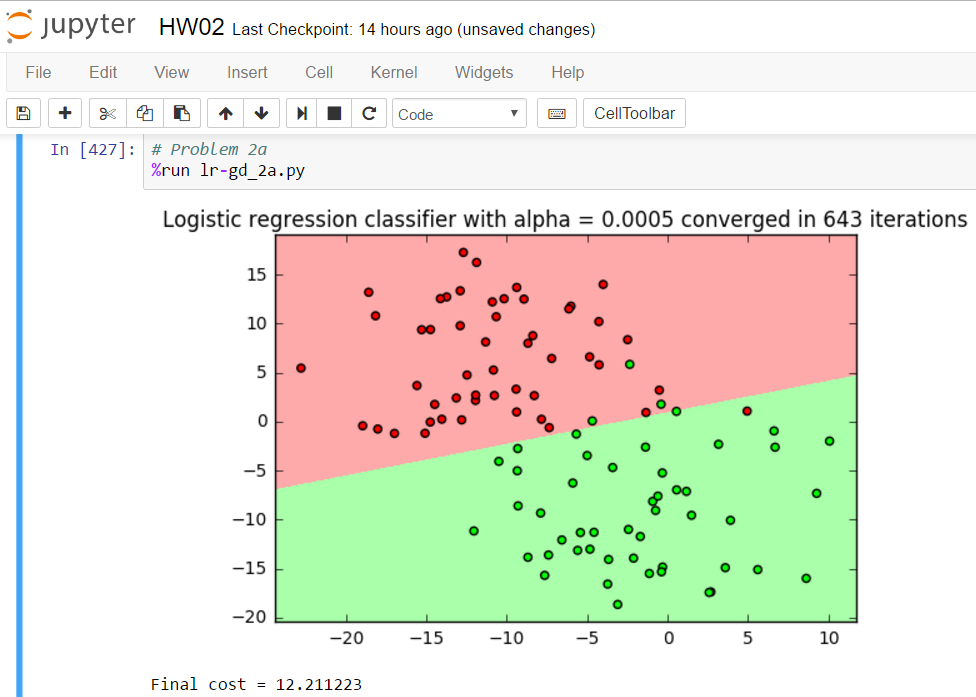 jupyter HW02 Last Checkpoint: 14 hours ago (unsaved changes)
File Edit View Insert Cell Kernel Widgets Help
Code CellToolbar
In [427]: # Problem 2a
%run lr-gd_2a.py
Logistic regression classifier with alpha = 0.0005 converged in 643 iterations
15
10
5
0
−5
−10
−15
−20
−20 −15 −10 −5 0 5 10
Final cost = 12.211223